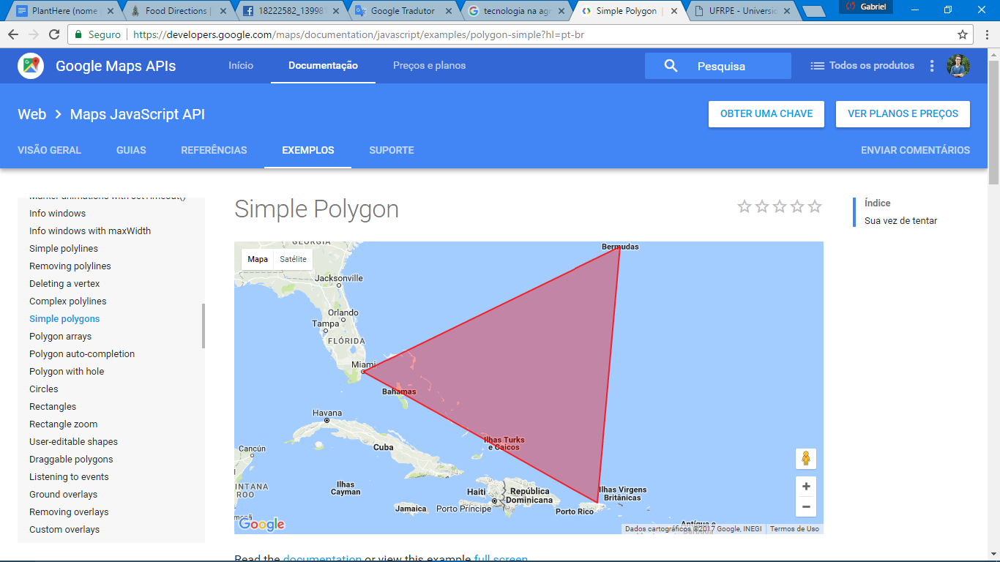 PlantHere (nome
Food Directions |
18222582_13998
Google Tradutor
tecnologia na agr
Simple Polygon |
UFRPE - Universic
Gabriel
Seguro
https://developers.google.com/maps/documentation/javascript/examples/polygon-simple?hl=pt-br
Google Maps APIs
Início
Documentação
Preços e planos
Pesquisa
Todos os produtos
Web > Maps JavaScript API
OBTER UMA CHAVE
VER PLANOS E PREÇOS
VISÃO GERAL
GUIAS
REFERÊNCIAS
EXEMPLOS
SUPORTE
ENVIAR COMENTÁRIOS
Marker animations with setTimeout()
Info windows
Info windows with maxWidth
Simple polylines
Removing polylines
Deleting a vertex
Complex polylines
Simple polygons
Polygon arrays
Polygon auto-completion
Polygon with hole
Circles
Rectangles
Rectangle zoom
User-editable shapes
Draggable polygons
Listening to events
Ground overlays
Removing overlays
Custom overlays
Simple Polygon
Índice
Sua vez de tentar
GEORGIA
Bermudas
Mapa
Satélite
Jacksonville
Orlando
Tampa
FLÓRIDA
Miami
Bahamas
Havana
Ilhas Turks
e Caicos
Cuba
Cancún
INTANA
ROO
Ilhas
Cayman
Haiti
República
Dominicana
Ilhas Virgens
Britânicas
Jamaica
Porto Príncipe
Porto Rico
Antígua e
Google
Dados cartográficos ©2017 Google, INEGI
Termos de Uso
Read the documentation or view this example full screen.